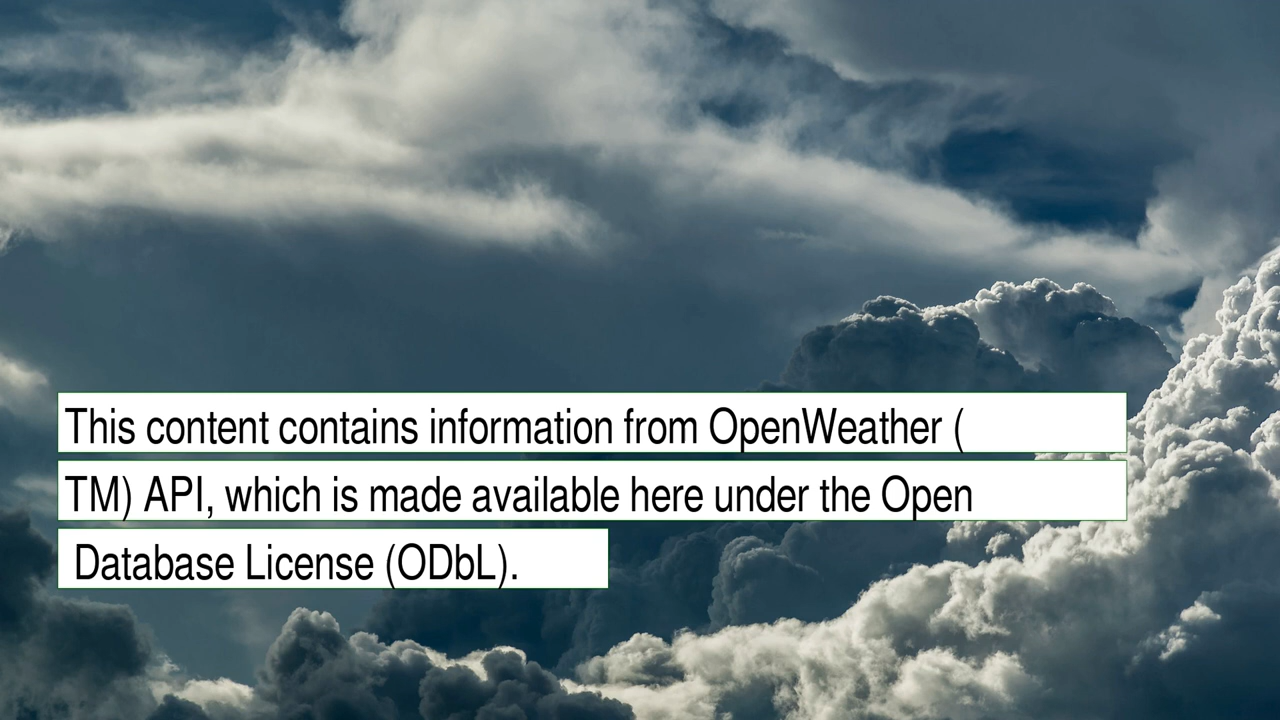 This content contains information from OpenWeather (
TM) API, which is made available here under the Open
Database License (ODbL).